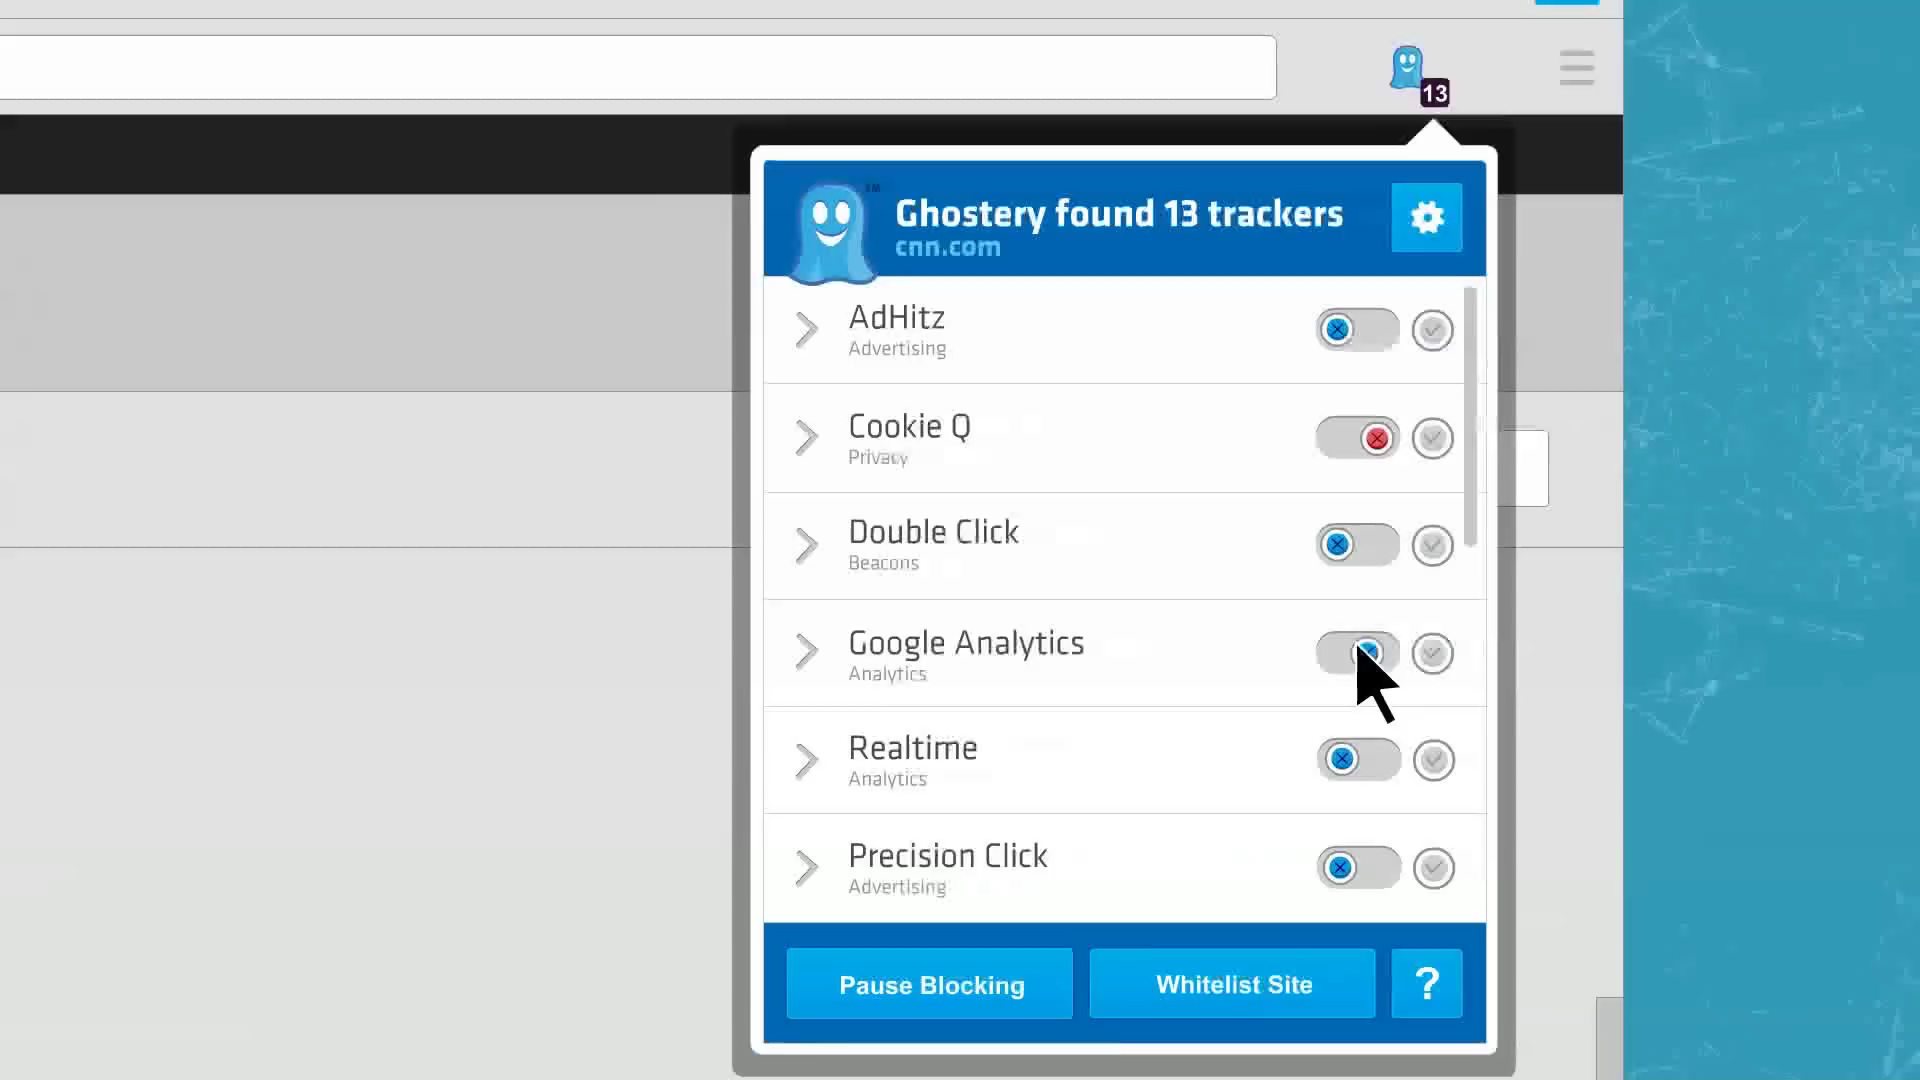 13
Ghostery found 13 trackers
cnn.com
AdHitz
Advertising
Cookie Q
Privacy
Double Click
Beacons
Google Analytics
Analytics
Realtime
Analytics
Precision Click
Advertising
Pause Blocking
Whitelist Site
?